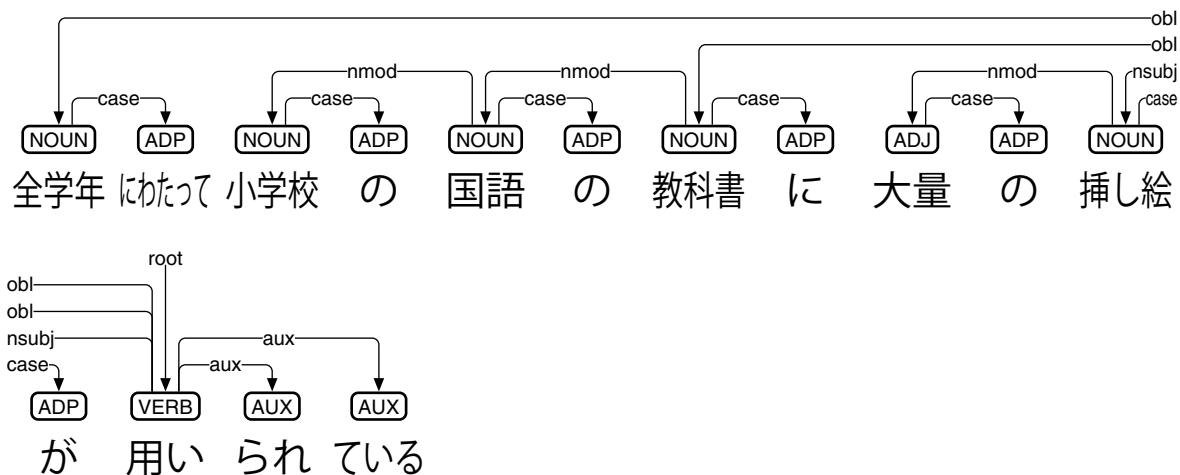 obl
obl
nmod nmod nmod nsubj
case case case case case case
NOUN ADP NOUN ADP NOUN ADP NOUN ADP ADJ ADP NOUN
全学年 にわたって 小学校 の 国語 の 教科書 に 大量 の 挿し絵
root
obl
obl
nsubj aux
case aux
ADP VERB AUX AUX
が 用い られ ている